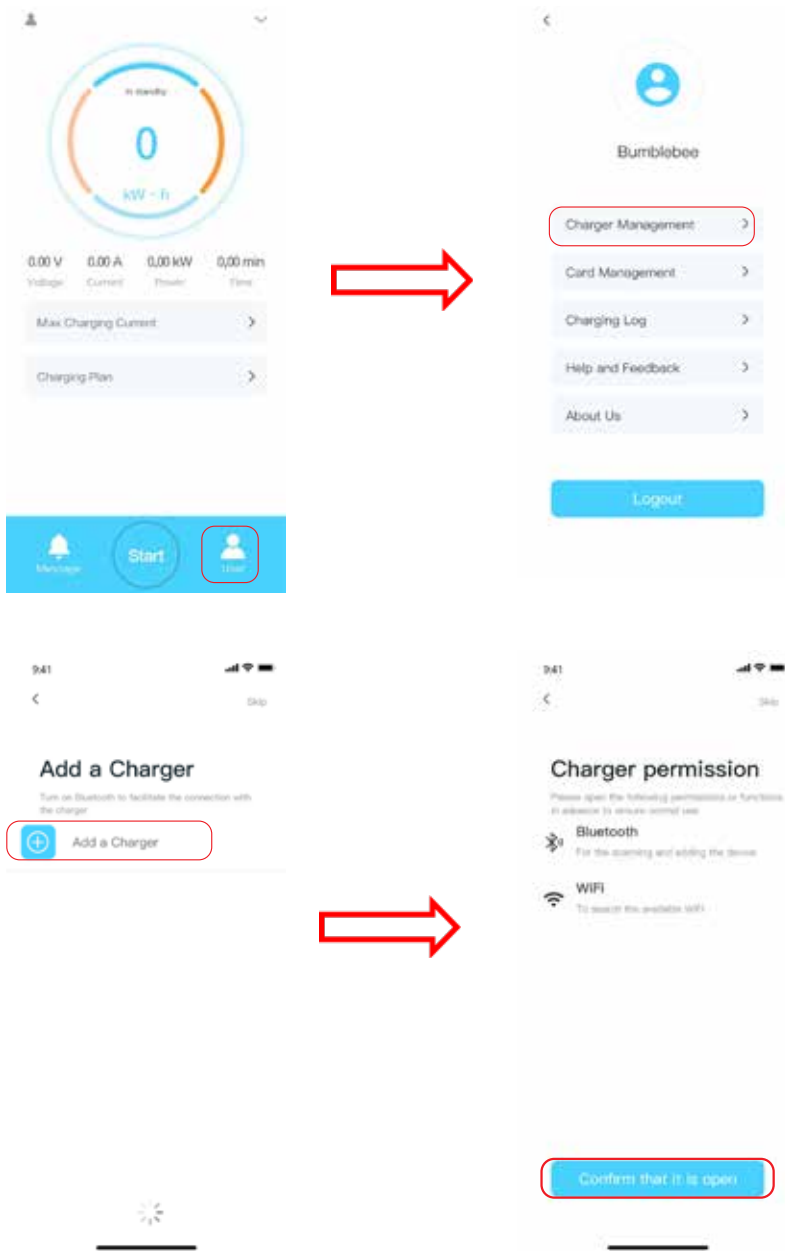 In standby
0
kW - h
0.00 V 0.00 A 0,00 kW 0,00 min
Voltage Current Power Time
Max Charging Current
Charging Plan
Message Start User
Bumblebee
Charger Management
Card Management
Charging Log
Help and Feedback
About Us
Logout
9:41
Skip
Add a Charger
Turn on Bluetooth to facilitate the connection with
the charger
Add a Charger
9:41
Skip
Charger permission
Please open the following permissions or functions
in advance to ensure normal use
Bluetooth
For the scanning and adding the device
WiFi
To search the available WiFi
Confirm that it is open